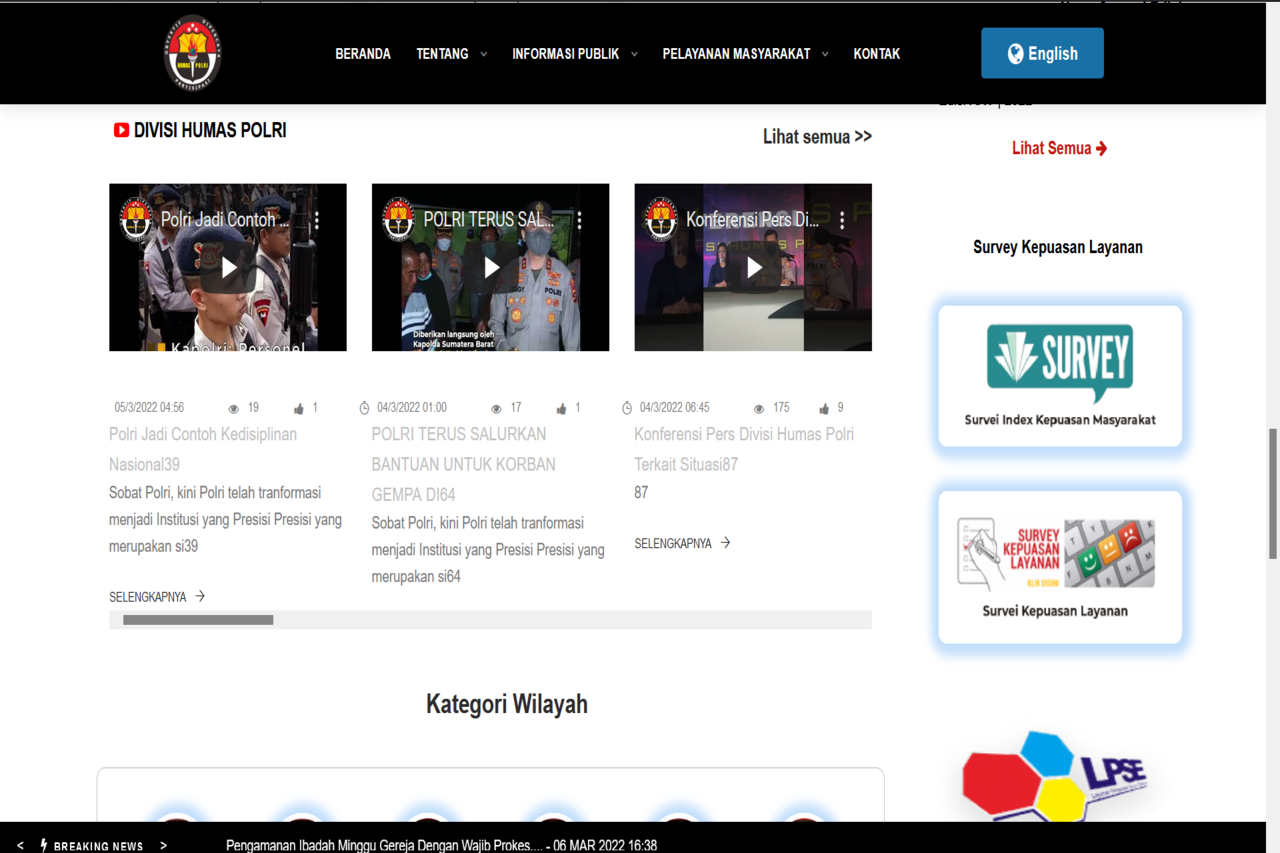 BERANDA
TENTANG
INFORMASI PUBLIK
PELAYANAN MASYARAKAT
KONTAK
English
HUMAS POLRI
DIVISI HUMAS POLRI
Lihat semua >>
Lihat Semua
Polri Jadi Contoh ...
Kapolri: Personel
POLRI TERUS SAL...
POLRI
Diberikan langsung oleh
Kapolda Sumatera Barat
Konferensi Pers Di...
05/3/2022 04:56 19 1
Polri Jadi Contoh Kedisiplinan
Nasional39
Sobat Polri, kini Polri telah tranformasi
menjadi Institusi yang Presisi Presisi yang
merupakan si39
SELENGKAPNYA
04/3/2022 01:00 17 1
POLRI TERUS SALURKAN
BANTUAN UNTUK KORBAN
GEMPA DI64
Sobat Polri, kini Polri telah tranformasi
menjadi Institusi yang Presisi Presisi yang
merupakan si64
04/3/2022 06:45 175 9
Konferensi Pers Divisi Humas Polri
Terkait Situasi87
87
SELENGKAPNYA
Survey Kepuasan Layanan
SURVEY
Survei Index Kepuasan Masyarakat
SURVEY
KEPUASAN
LAYANAN
KLIK DISINI
Survei Kepuasan Layanan
LPSE
Kategori Wilayah
< BREAKING NEWS >
Pengamanan Ibadah Minggu Gereja Dengan Wajib Prokes.... - 06 MAR 2022 16:38